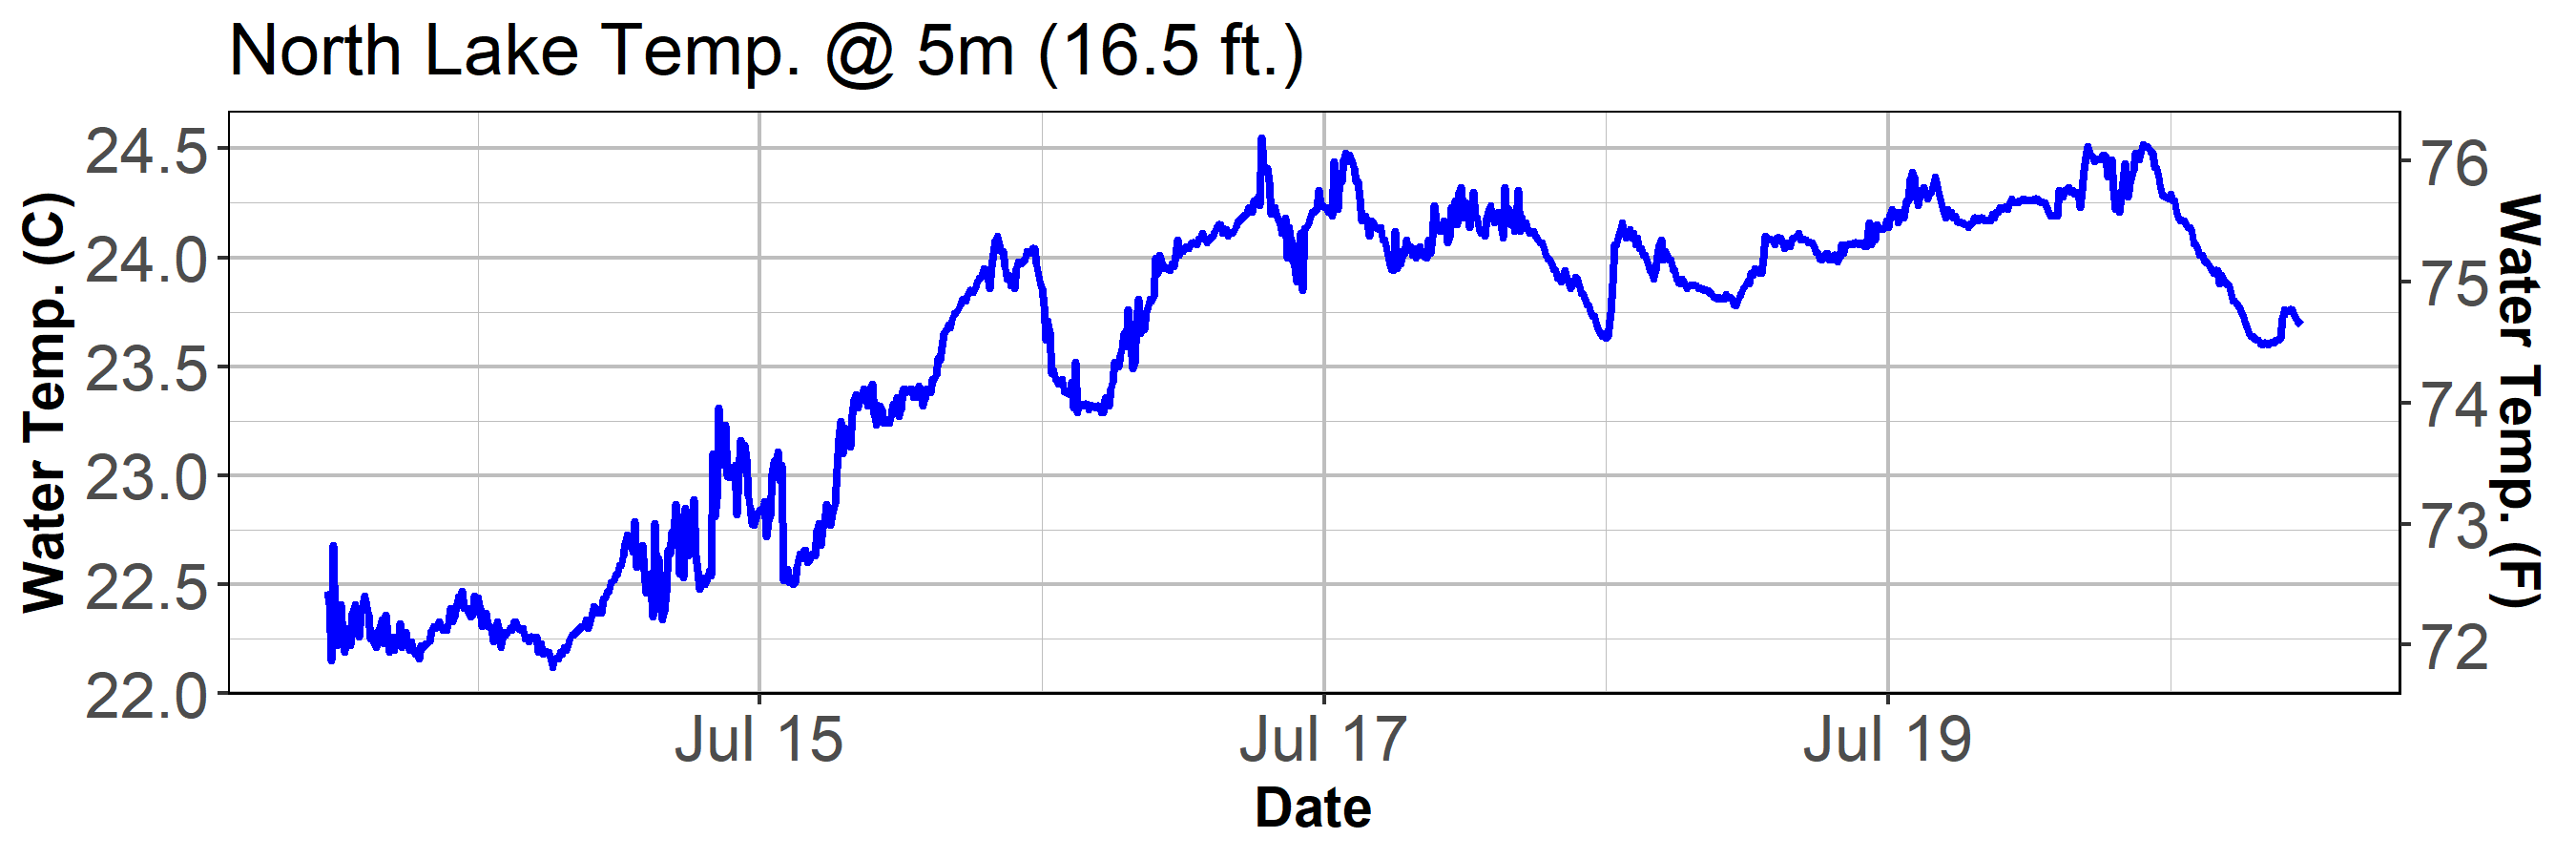 North Lake Temp. @ 5m (16.5 ft.)
Water Temp. (C)
24.5
24.0
23.5
23.0
22.5
22.0
76
75
74
73
72
Water Temp. (F)
Jul 15
Jul 17
Jul 19
Date